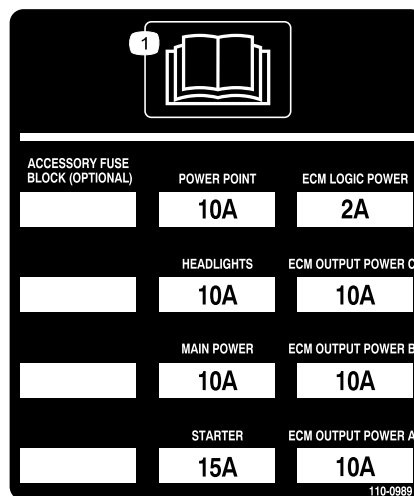 1
ACCESSORY FUSE
BLOCK (OPTIONAL)
POWER POINT
ECM LOGIC POWER
10A
2A
HEADLIGHTS
ECM OUTPUT POWER C
10A
10A
MAIN POWER
ECM OUTPUT POWER B
10A
10A
STARTER
ECM OUTPUT POWER A
15A
10A
110-0989